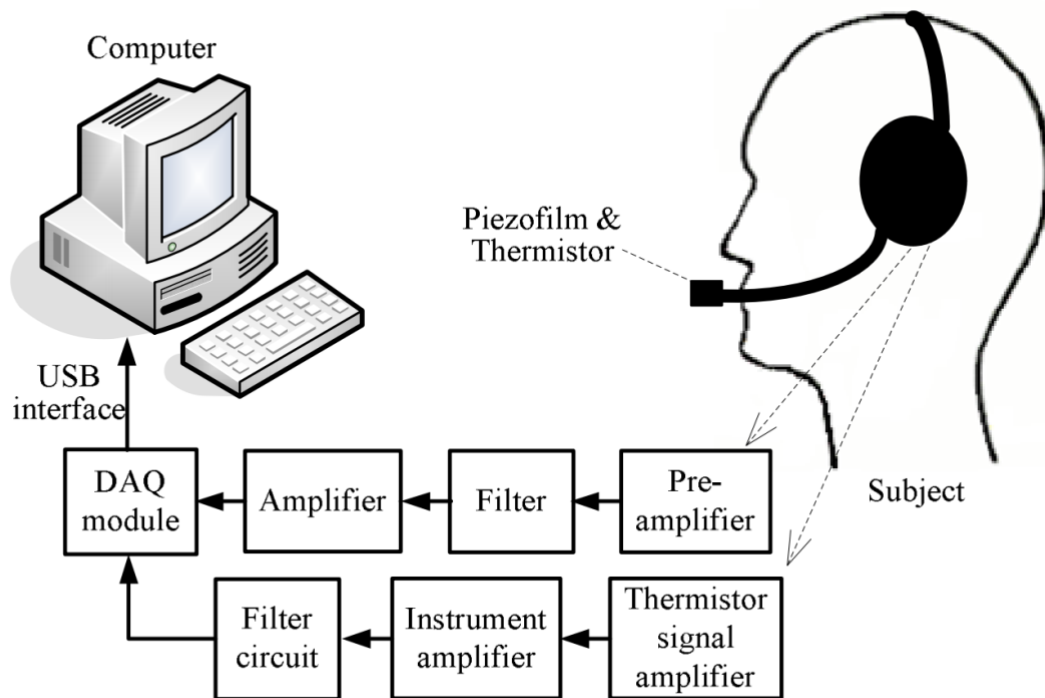 Computer
Piezofilm &
Thermistor
USB
interface
DAQ
module
Amplifier
Filter
Pre-
amplifier
Subject
Filter
circuit
Instrument
amplifier
Thermistor
signal
amplifier